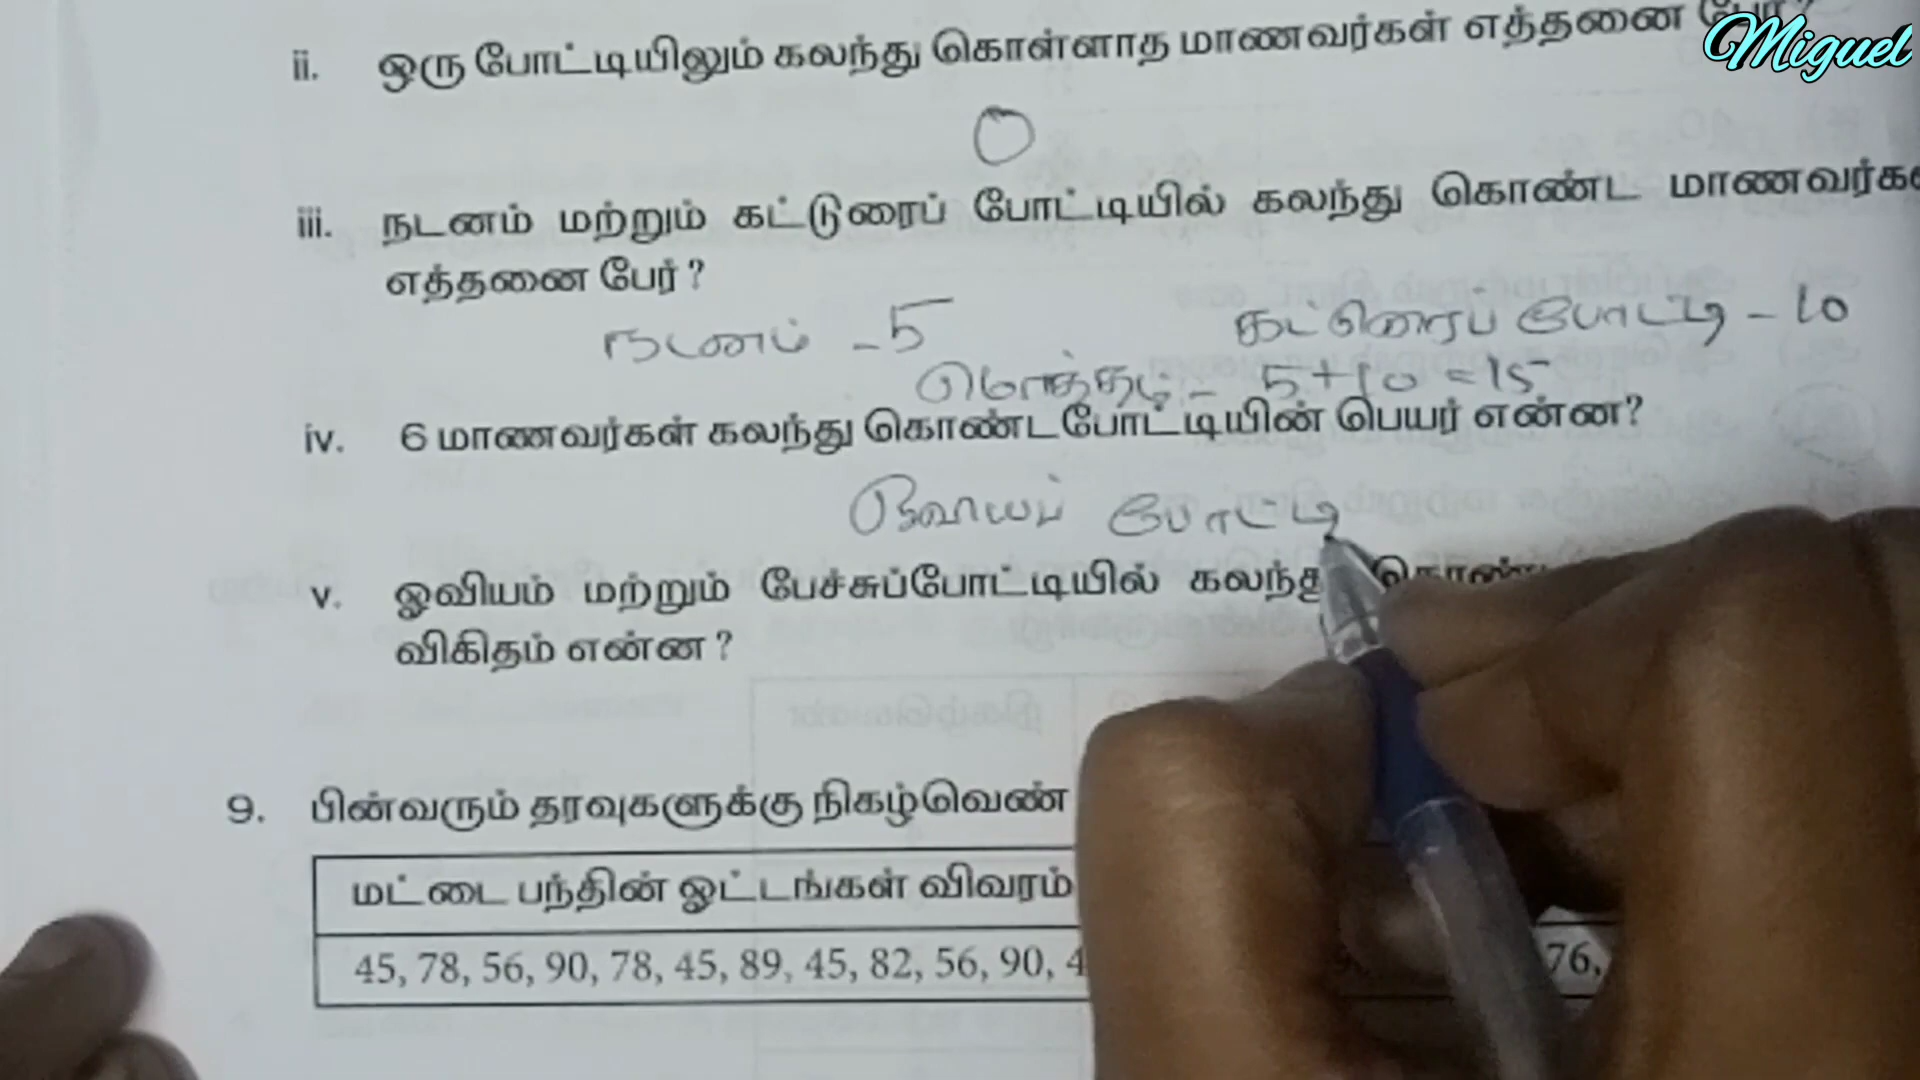 Miguel
ii. ஒரு போட்டியிலும் கலந்து கொள்ளாத மாணவர்கள் எத்தனை பேர்?
0
iii. நடனம் மற்றும் கட்டுரைப் போட்டியில் கலந்து கொண்ட
எத்தனை பேர்?
நடனம் - 5 கட்டுரைப் போட்டி - 10
மொத்தம் - 5+10 = 15
iv. 6 மாணவர்கள் கலந்து கொண்டபோட்டியின் பெயர் என்ன?
போட்டி
v. ஓவியம் மற்றும் பேச்சுப்போட்டியில் கலந்து
விகிதம் என்ன?
9. பின்வரும் தரவுகளுக்கு நிகழ்வெண்
மட்டை பந்தின் ஓட்டங்கள் விவரம்
45, 78, 56, 90, 78, 45, 89, 45, 82, 56, 90, 76,